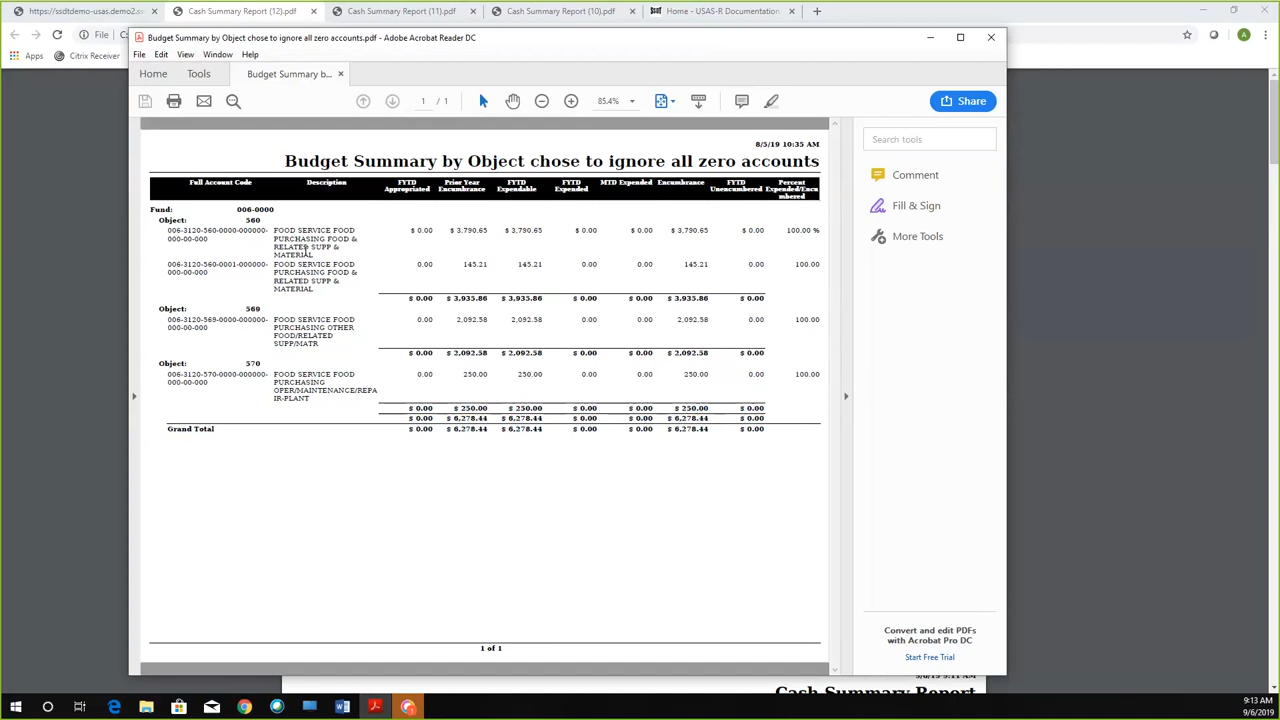 https://ssdtdemo-usas.demo2.s
Cash Summary Report (12).pdf
Cash Summary Report (11).pdf
Cash Summary Report (10).pdf
Home - USAS-R Documentation
File
Apps
Citrix Receiver
A
Budget Summary by Object chose to ignore all zero accounts.pdf - Adobe Acrobat Reader DC
File Edit View Window Help
Home Tools Budget Summary b...
1 / 1 85.4% Share
8/5/19 10:35 AM
Budget Summary by Object chose to ignore all zero accounts
Full Account Code Description FYTD Appropriated Prior Year Encumbrance FYTD Expendable FYTD Expended MTD Expended Encumbrance FYTD Unencumbered Percent Expended/Encumbered
Fund: 006-0000
Object: 560
006-3120-560-0000-000000- FOOD SERVICE FOOD $ 0.00 $ 3,790.65 $ 3,790.65 $ 0.00 $ 0.00 $ 3,790.65 $ 0.00 100.00 %
000-00-000 PURCHASING FOOD &
RELATED SUPP &
MATERIAL
006-3120-560-0001-000000- FOOD SERVICE FOOD 0.00 145.21 145.21 0.00 0.00 145.21 0.00 100.00
000-00-000 PURCHASING FOOD &
RELATED SUPP &
MATERIAL
$ 0.00 $ 3,935.86 $ 3,935.86 $ 0.00 $ 0.00 $ 3,935.86 $ 0.00
Object: 569
006-3120-569-0000-000000- FOOD SERVICE FOOD 0.00 2,092.58 2,092.58 0.00 0.00 2,092.58 0.00 100.00
000-00-000 PURCHASING OTHER
FOOD/RELATED
SUPP/MATR
$ 0.00 $ 2,092.58 $ 2,092.58 $ 0.00 $ 0.00 $ 2,092.58 $ 0.00
Object: 570
006-3120-570-0000-000000- FOOD SERVICE FOOD 0.00 250.00 250.00 0.00 0.00 250.00 0.00 100.00
000-00-000 PURCHASING
OPER/MAINTENANCE/REPA
IR-PLANT
$ 0.00 $ 250.00 $ 250.00 $ 0.00 $ 0.00 $ 250.00 $ 0.00
$ 0.00 $ 6,278.44 $ 6,278.44 $ 0.00 $ 0.00 $ 6,278.44 $ 0.00
Grand Total $ 0.00 $ 6,278.44 $ 6,278.44 $ 0.00 $ 0.00 $ 6,278.44 $ 0.00
1 of 1
Search tools
Comment
Fill & Sign
More Tools
Convert and edit PDFs
with Acrobat Pro DC
Start Free Trial
Cash Summary Report
9:13 AM
9/6/2019